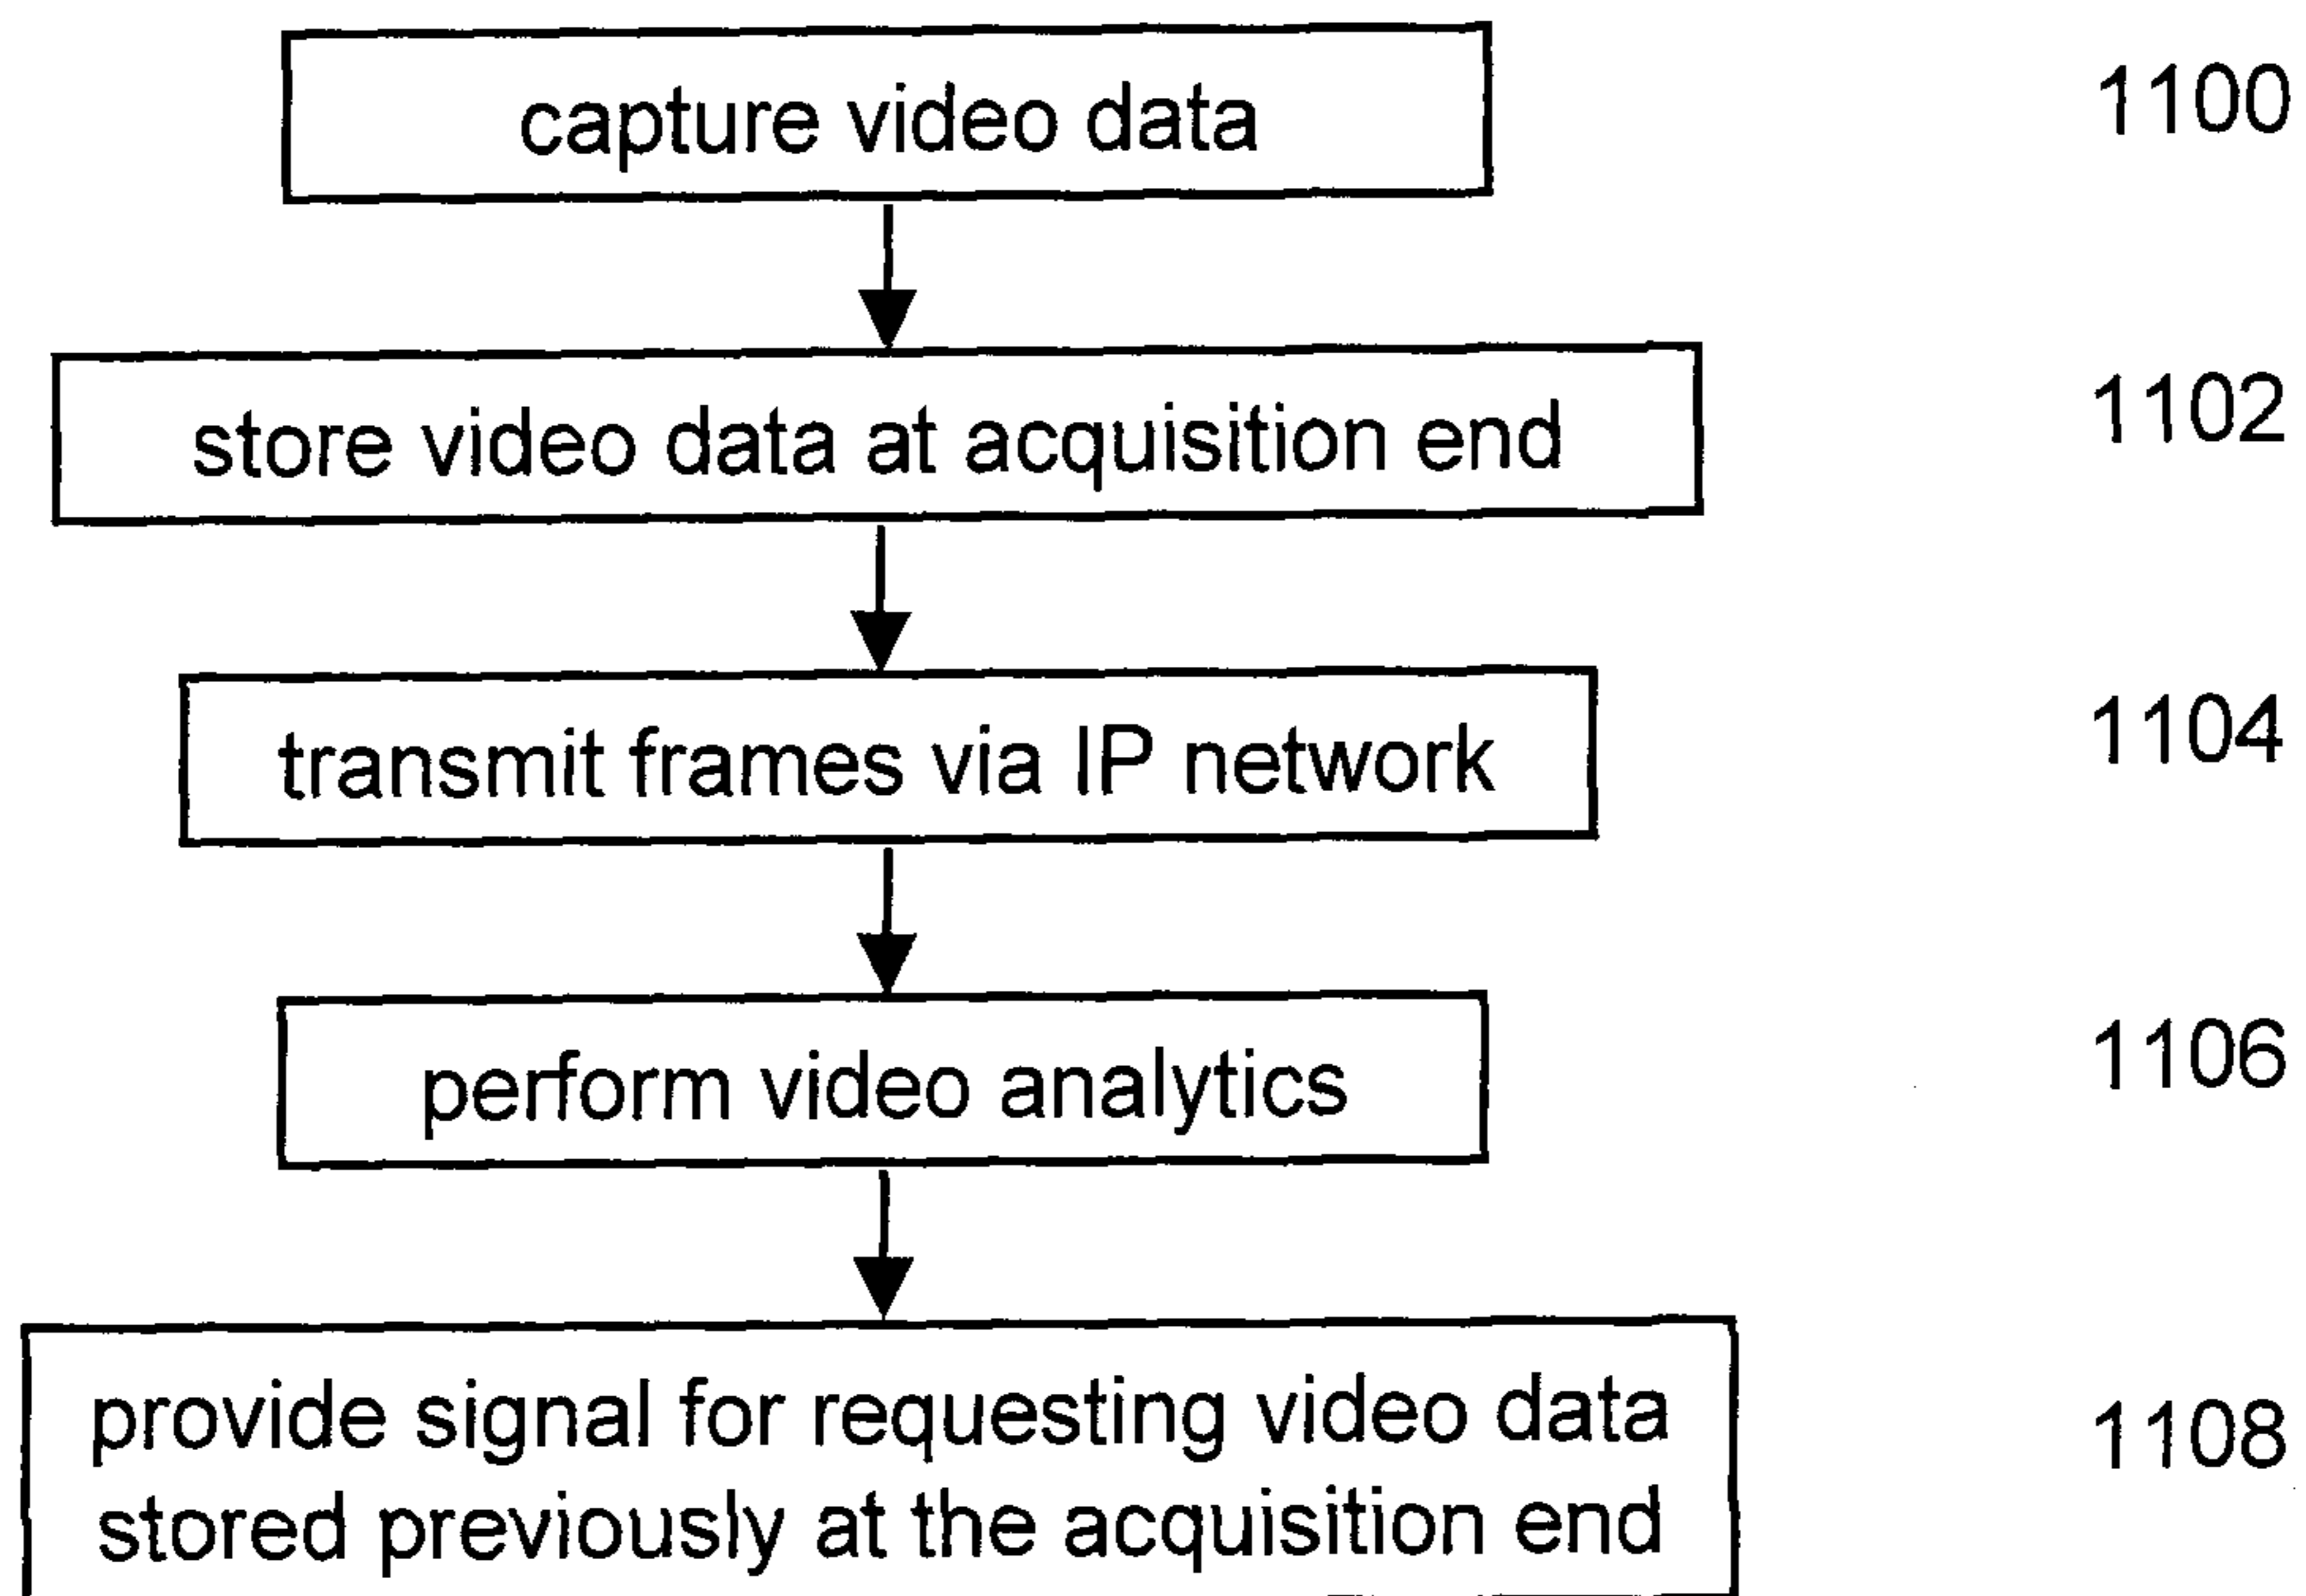 capture video data
1100
store video data at acquisition end
1102
transmit frames via IP network
1104
perform video analytics
1106
provide signal for requesting video data
stored previously at the acquisition end
1108